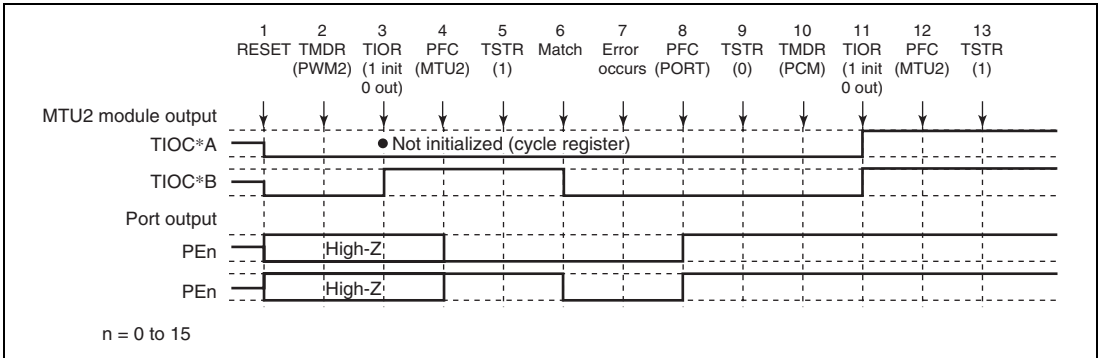 1 2 3 4 5 6 7 8 9 10 11 12 13
RESET TMDR TIOR PFC TSTR Match Error PFC TSTR TMDR TIOR PFC TSTR
(PWM2) (1 init (MTU2) (1) occurs (PORT) (0) (PCM) (1 init (MTU2) (1)
0 out) 0 out)
MTU2 module output
TIOC*A
● Not initialized (cycle register)
TIOC*B
Port output
PEn High-Z
PEn High-Z
n = 0 to 15